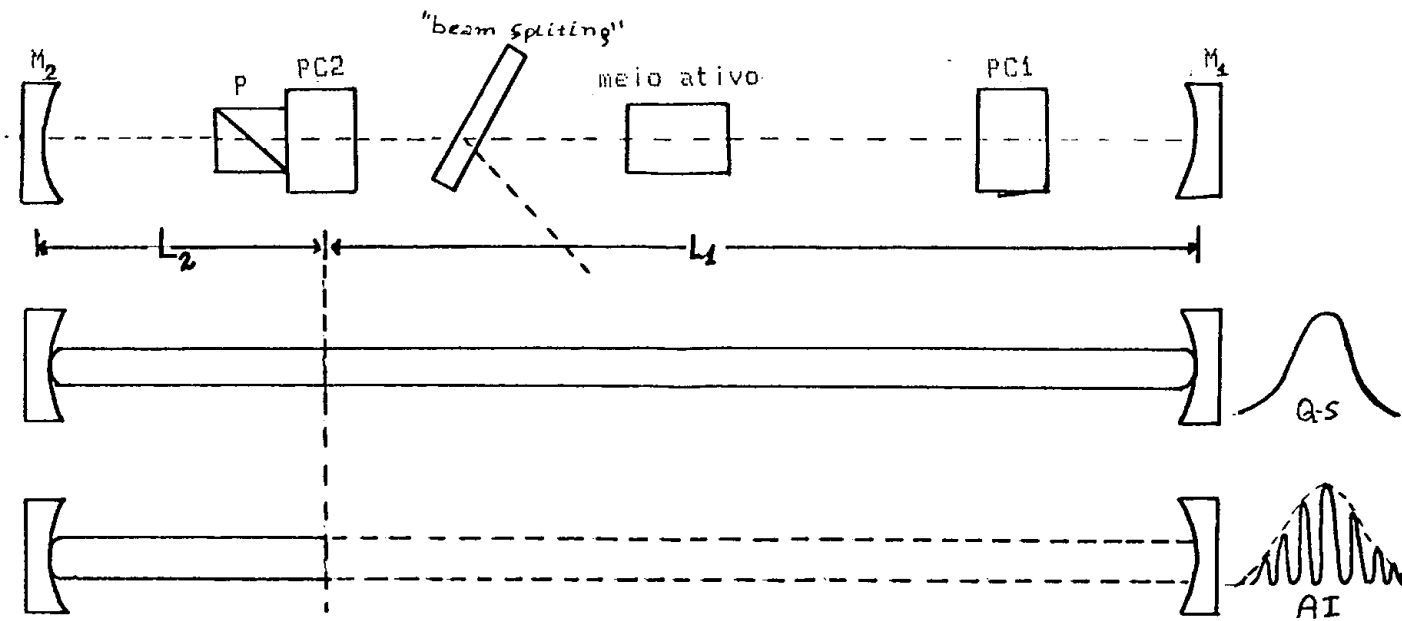 "beam spliting"
M₂
P
PC2
meio ativo
PC1
M₁
L₂
L₁
Q-S
AI